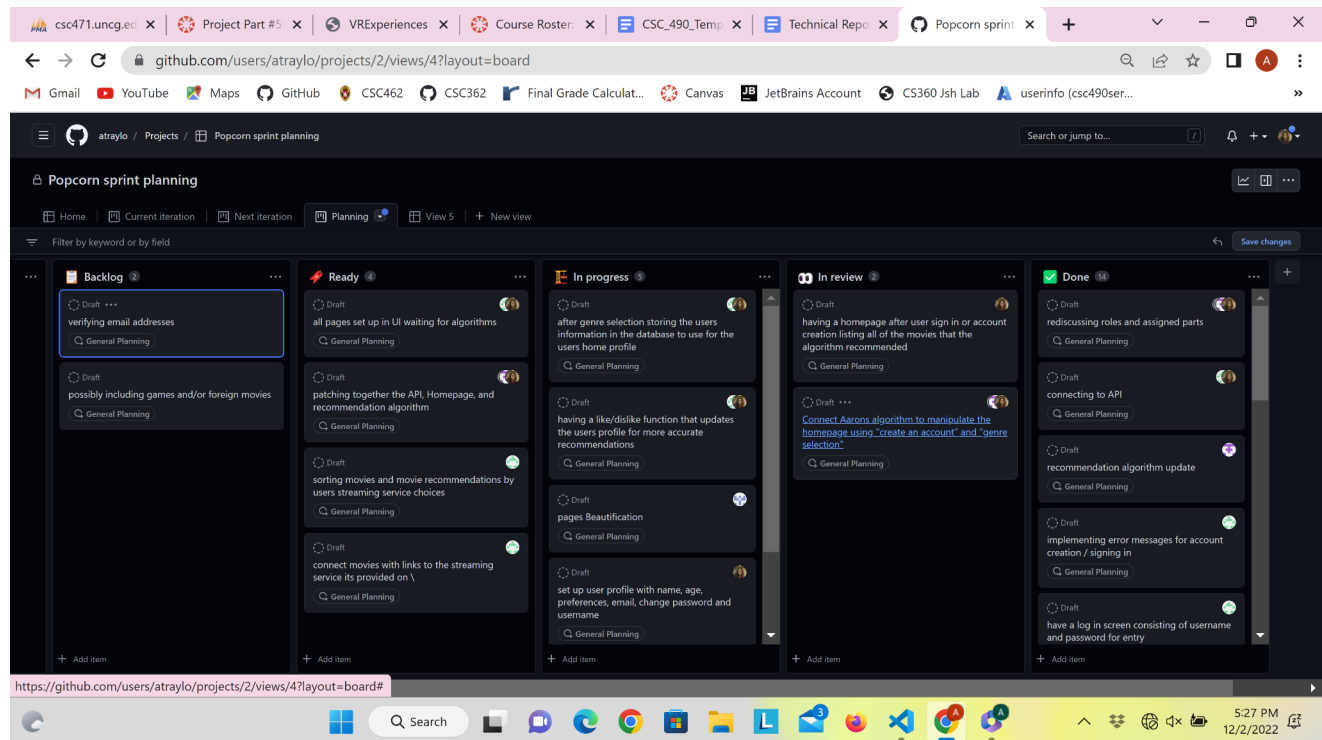 csc471.uncg.ed
Project Part #5:
VRExperiences
Course Roster:
CSC_490_Temp
Technical Repo
Popcorn sprint
github.com/users/atraylo/projects/2/views/4?layout=board
A
Gmail
YouTube
Maps
GitHub
CSC462
CSC362
Final Grade Calculat...
Canvas
JetBrains Account
CS360 Jsh Lab
userinfo (csc490ser...
»
atraylo / Projects / Popcorn sprint planning
Search or jump to...
/
Popcorn sprint planning
Home
Current iteration
Next iteration
Planning
View 5
+ New view
Filter by keyword or by field
Save changes
Backlog 2
Draft
verifying email addresses
General Planning
Draft
possibly including games and/or foreign movies
General Planning
+ Add item
Ready 4
Draft
all pages set up in UI waiting for algorithms
General Planning
Draft
patching together the API, Homepage, and
recommendation algorithm
General Planning
Draft
sorting movies and movie recommendations by
users streaming service choices
General Planning
Draft
connect movies with links to the streaming
service its provided on \
General Planning
+ Add item
In progress 5
Draft
after genre selection storing the users
information in the database to use for the
users home profile
General Planning
Draft
having a like/dislike function that updates
the users profile for more accurate
recommendations
General Planning
Draft
pages Beautification
General Planning
Draft
set up user profile with name, age,
preferences, email, change password and
username
General Planning
+ Add item
In review 2
Draft
having a homepage after user sign in or account
creation listing all of the movies that the
algorithm recommended
General Planning
Draft
Connect Aarons algorithm to manipulate the
homepage using "create an account" and "genre
selection"
General Planning
+ Add item
Done 14
Draft
rediscussing roles and assigned parts
General Planning
Draft
connecting to API
General Planning
Draft
recommendation algorithm update
General Planning
Draft
implementing error messages for account
creation / signing in
General Planning
Draft
have a log in screen consisting of username
and password for entry
+ Add item
https://github.com/users/atraylo/projects/2/views/4?layout=board#
Search
L
3
A
A
5:27 PM
12/2/2022